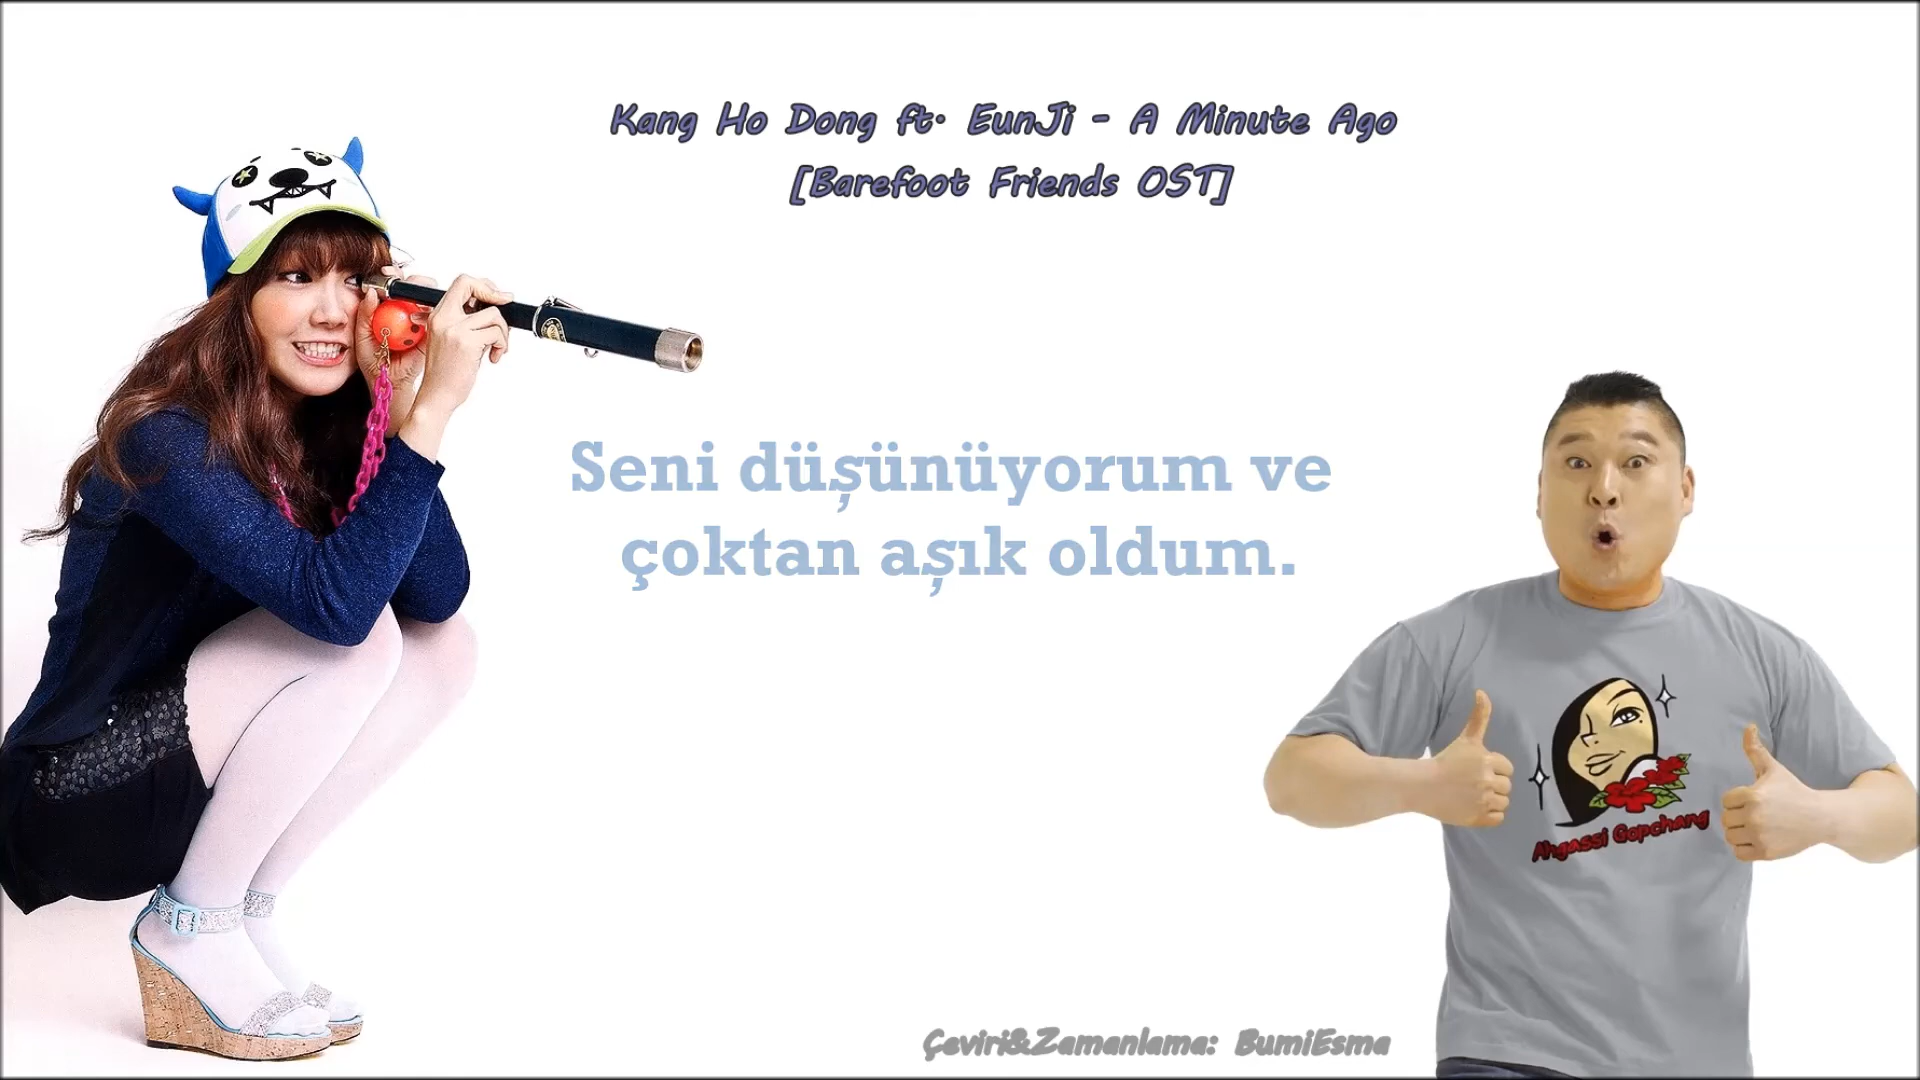 Kang Ho Dong ft. EunJi - A Minute Ago
[Barefoot Friends OST]
Seni düşünüyorum ve
çoktan aşık oldum.
Ahgassi Gopchang
Çeviri&Zamanlama: BumiEsma